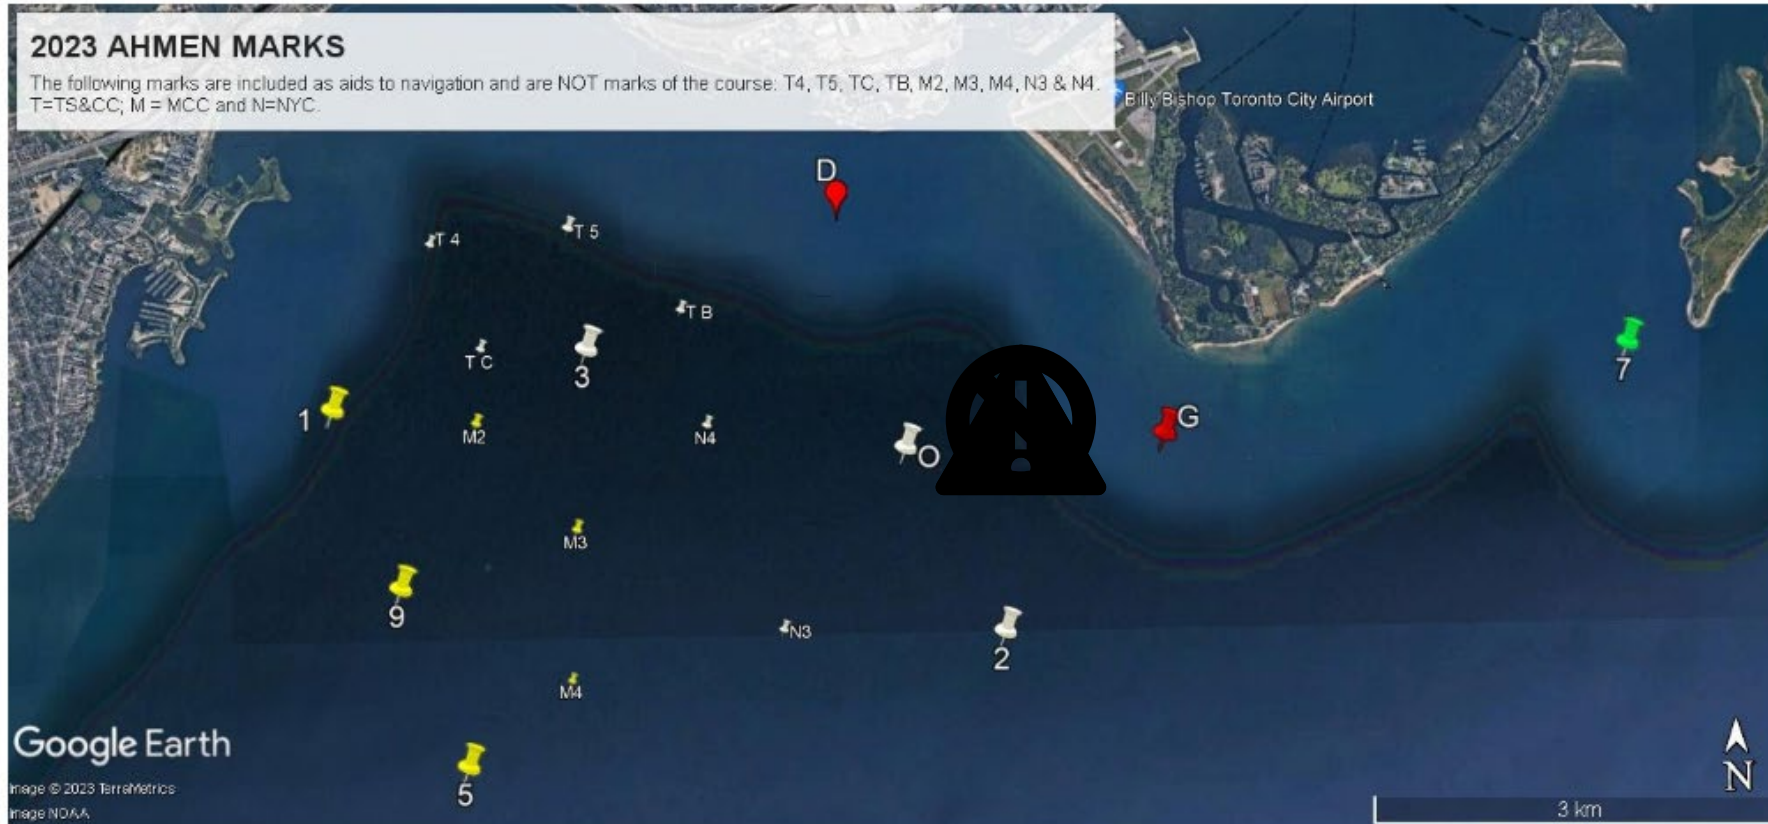 2023 AHMEN MARKS
The following marks are included as aids to navigation and are NOT marks of the course: T4, T5, TC, TB, M2, M3, M4, N3 & N4.
T=TS&CC; M = MCC and N=NYC.
Billy Bishop Toronto City Airport
D
T 5
T 4
T B
T C
3
7
1
G
M2
N4
O
M3
9
N3
2
M4
Google Earth
N
5
Image © 2023 TerraMetrics
Image NOAA
3 km